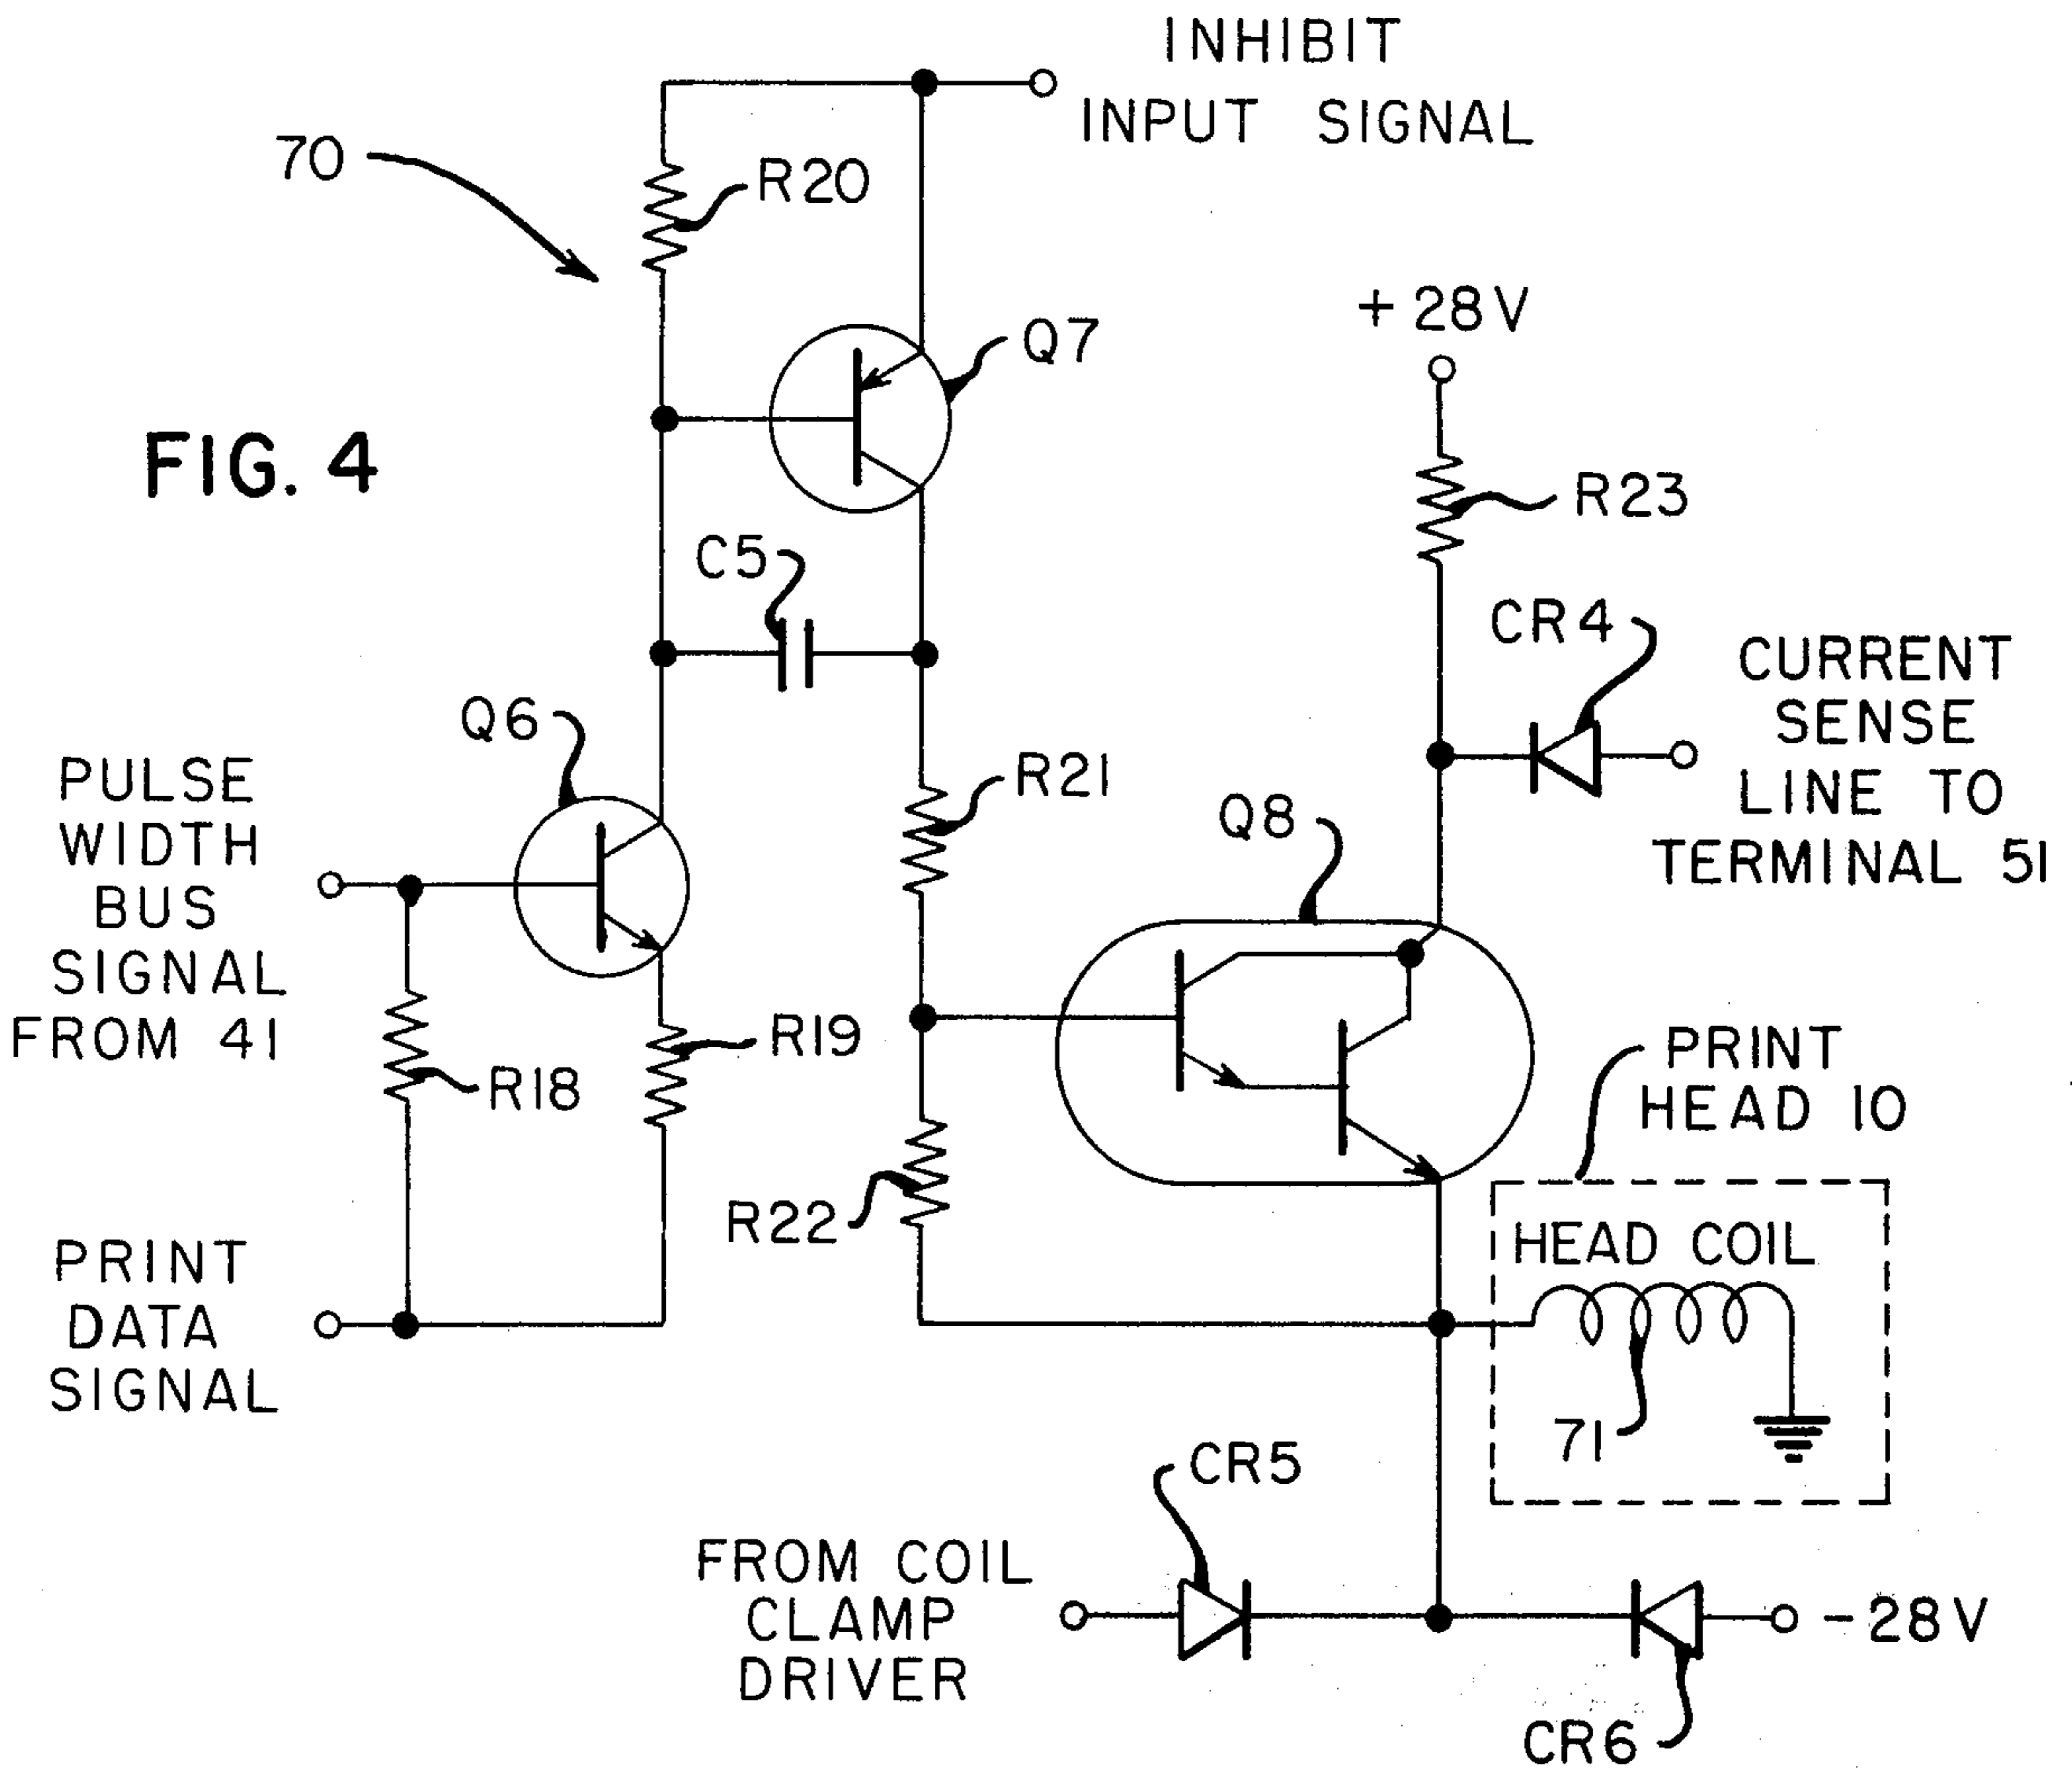 INHIBIT
INPUT SIGNAL
70
R20
+28V
Q7
FIG. 4
R23
C5
CR4
CURRENT
SENSE
LINE TO
TERMINAL 51
Q6
PULSE
WIDTH
BUS
SIGNAL
FROM 41
R21
Q8
R19
R18
PRINT
HEAD 10
R22
HEAD COIL
PRINT
DATA
SIGNAL
71
CR5
FROM COIL
CLAMP
DRIVER
-28V
CR6